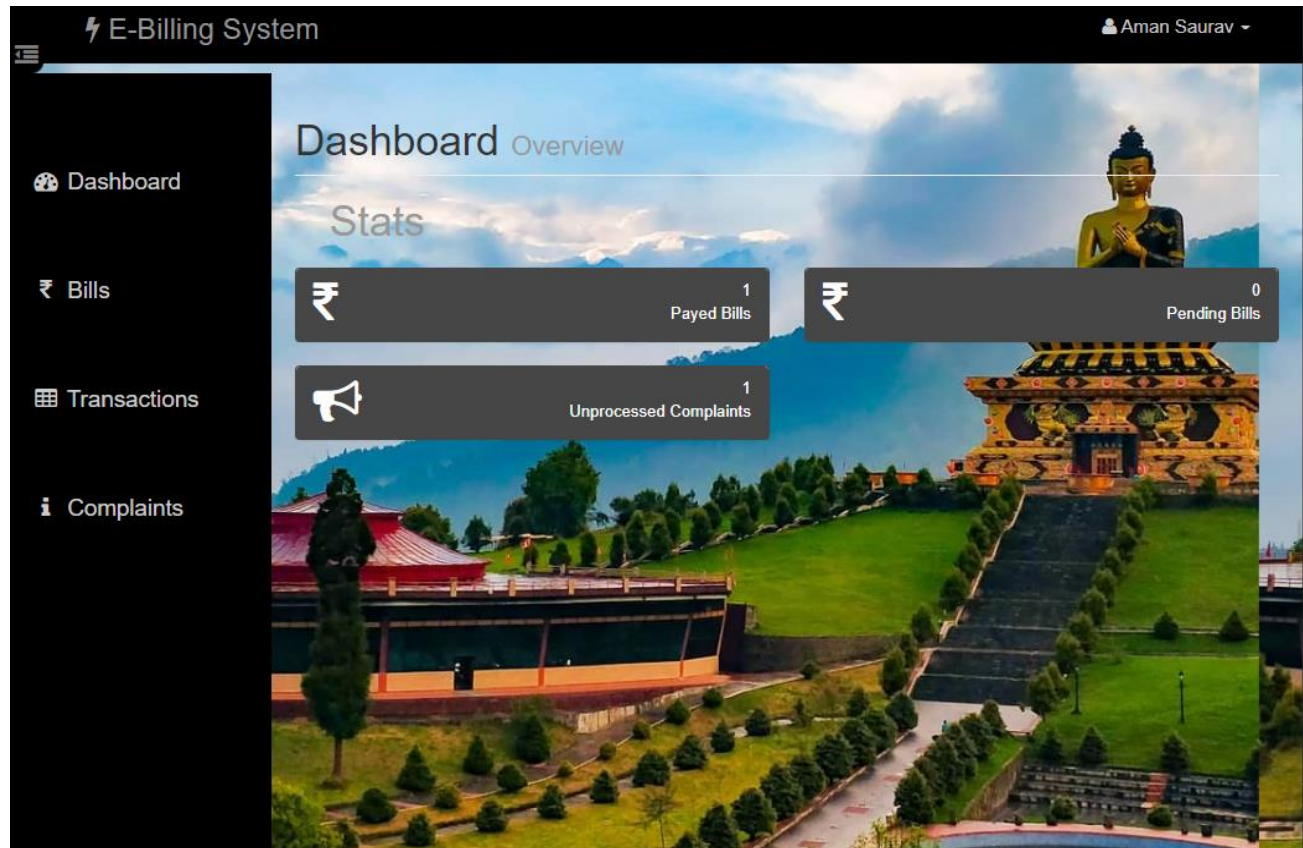 E-Billing System
Aman Saurav
Dashboard
Bills
Transactions
Complaints
Dashboard Overview
Stats
₹
1
Payed Bills
₹
0
Pending Bills
1
Unprocessed Complaints